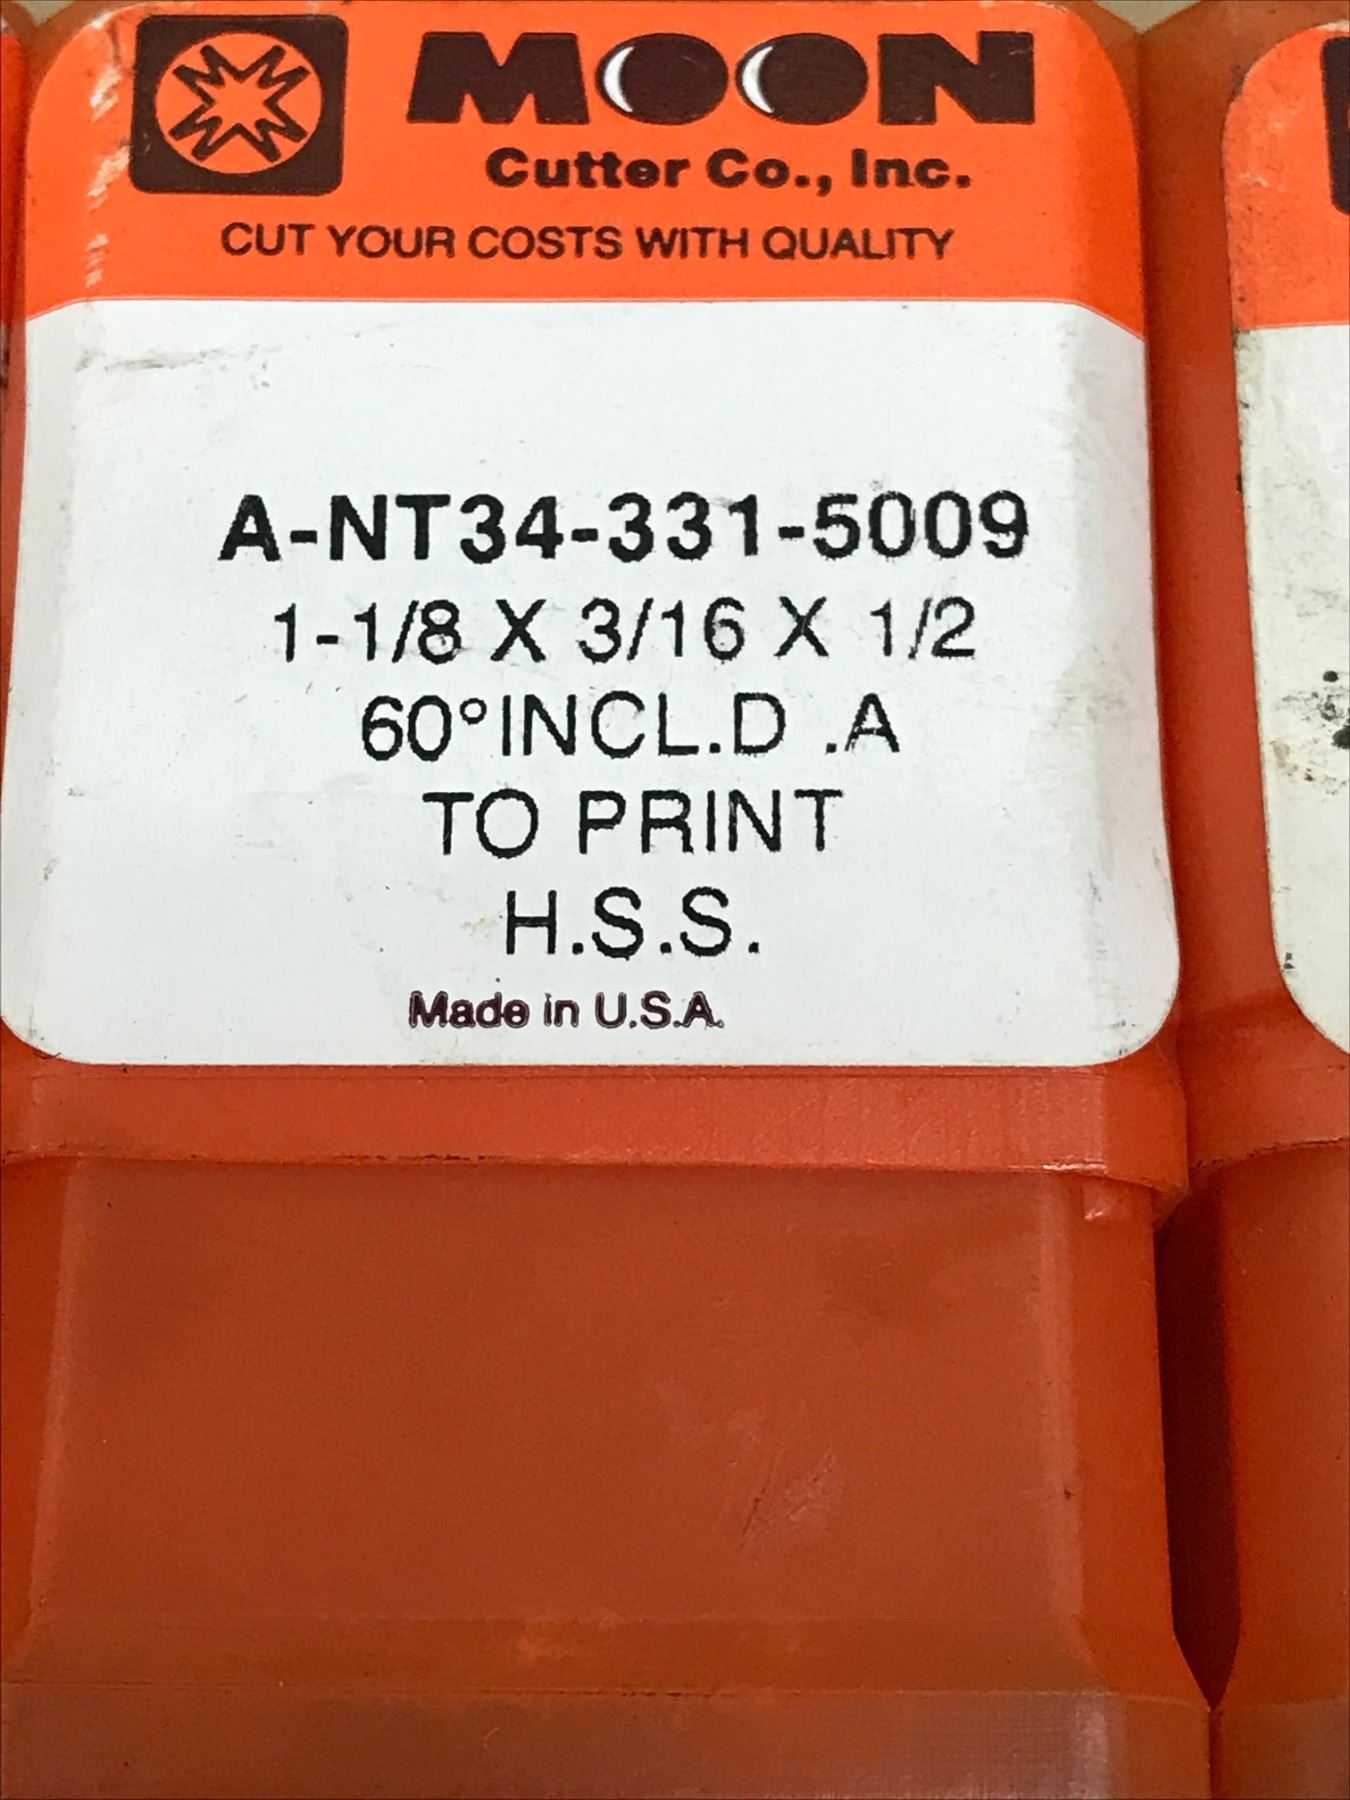 MOON
Cutter Co., Inc.
CUT YOUR COSTS WITH QUALITY
A-NT34-331-5009
1-1/8 X 3/16 X 1/2
60°INCL.D .A
TO PRINT
H.S.S.
Made in U.S.A.